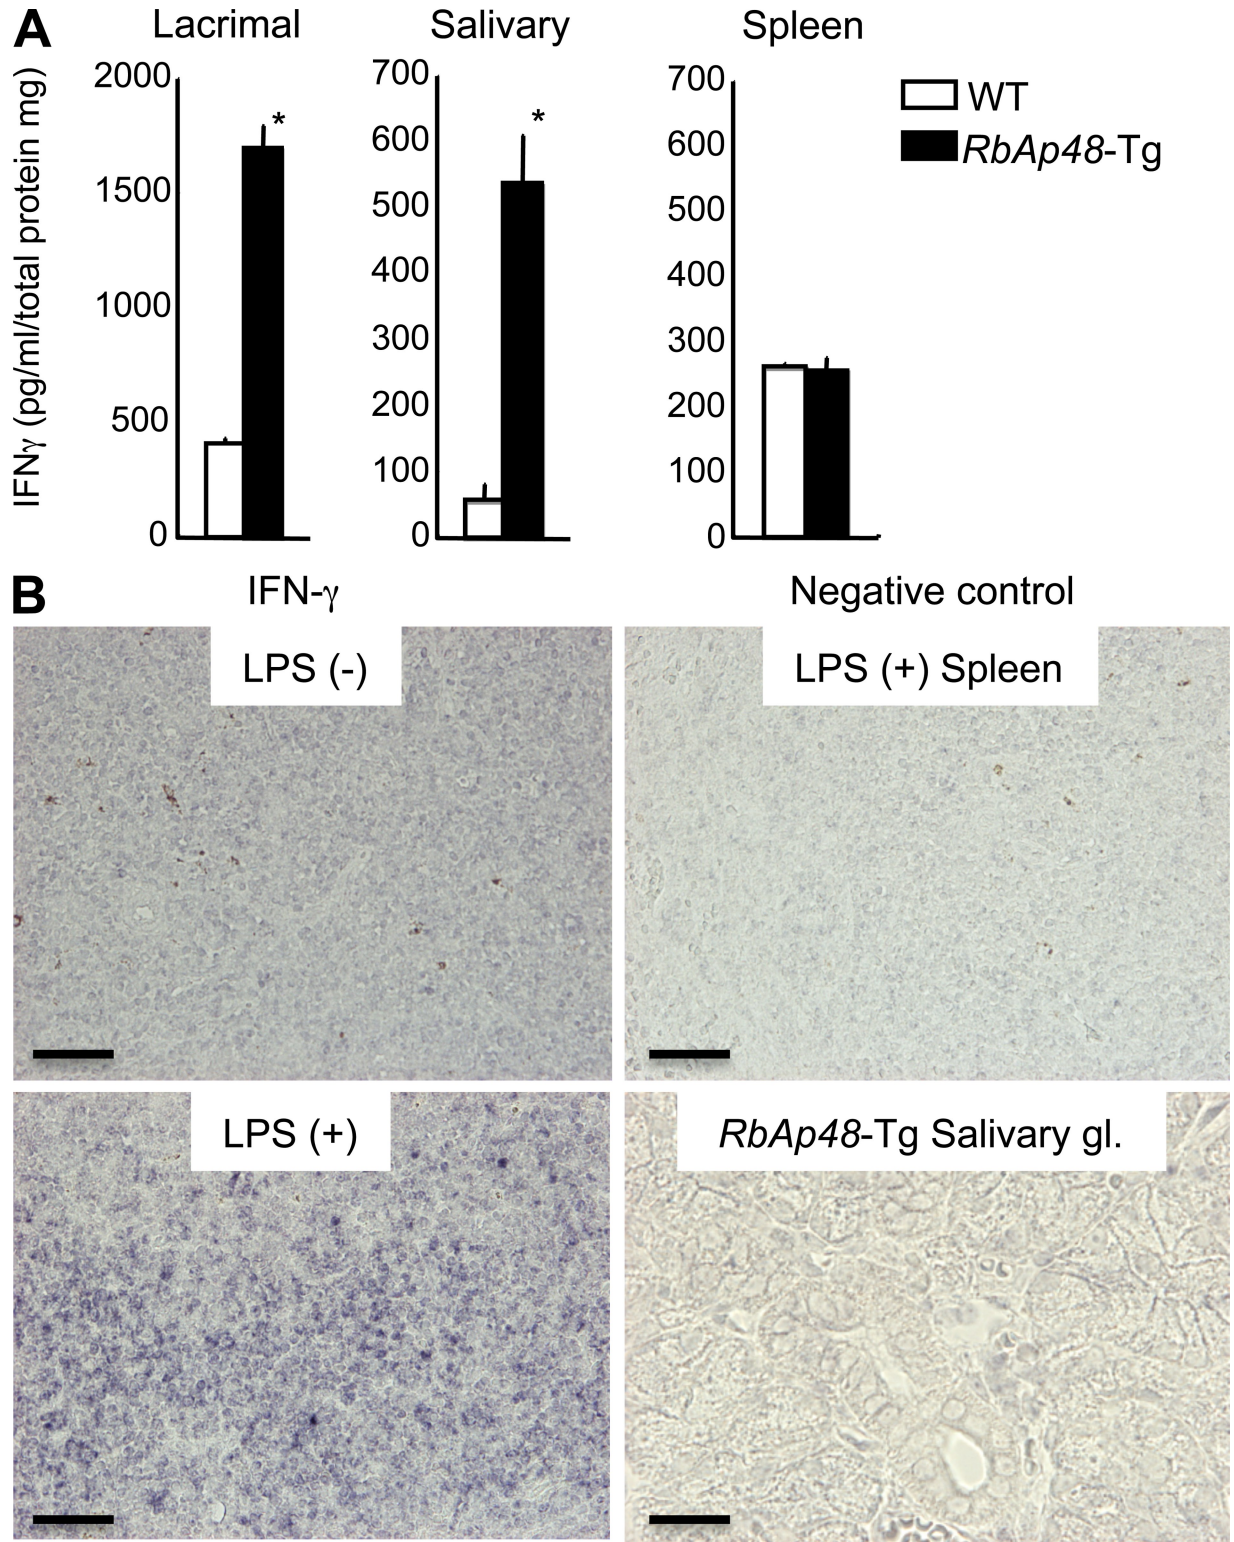 A
Lacrimal
Salivary
Spleen
IFNγ (pg/ml/total protein mg)
2000
1500
1000
500
0
*
700
600
500
400
300
200
100
0
*
700
600
500
400
300
200
100
0
WT
RbAp48-Tg
B
IFN-γ
Negative control
LPS (-)
LPS (+) Spleen
LPS (+)
RbAp48-Tg Salivary gl.